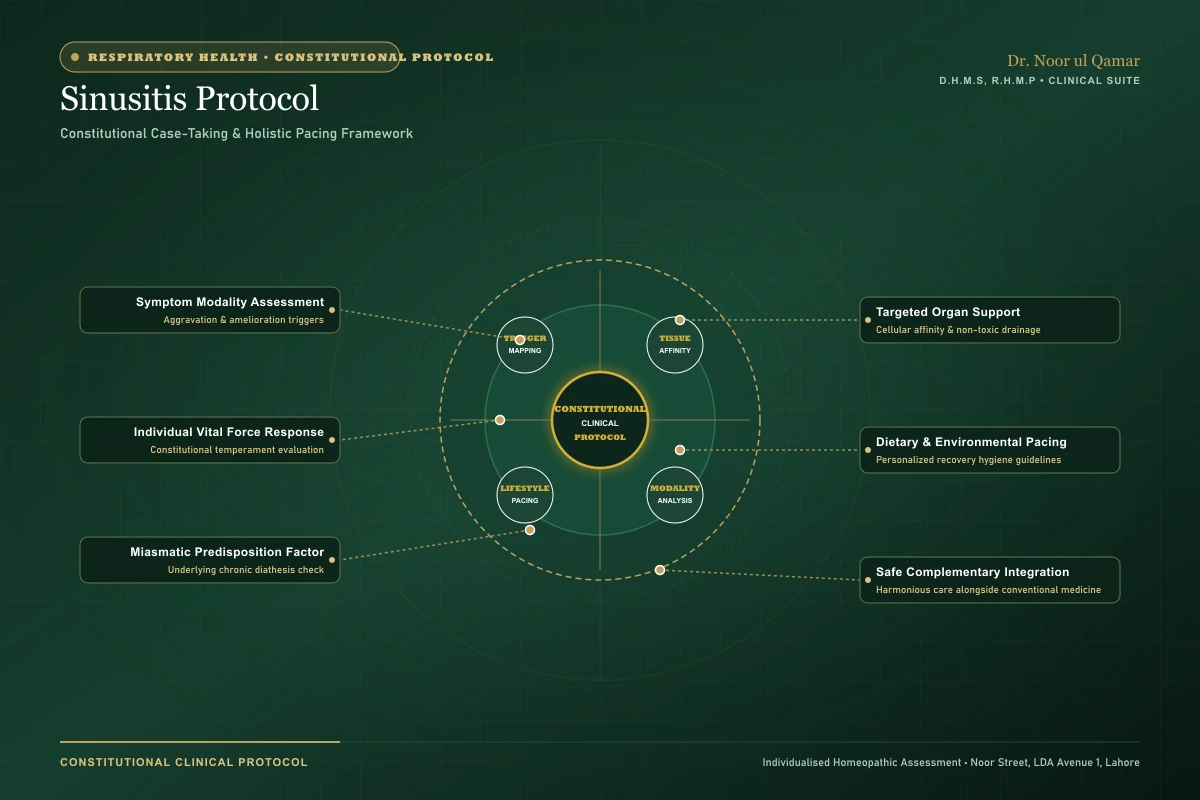 RESPIRATORY HEALTH • CONSTITUTIONAL PROTOCOL
Sinusitis Protocol
Constitutional Case-Taking & Holistic Pacing Framework
Dr. Noor ul Qamar
D.H.M.S, R.H.M.P • CLINICAL SUITE
Symptom Modality Assessment
Aggravation & amelioration triggers
Individual Vital Force Response
Constitutional temperament evaluation
Miasmatic Predisposition Factor
Underlying chronic diathesis check
MAPPING
TISSUE
AFFINITY
CONSTITUTIONAL
CLINICAL
PROTOCOL
LIFESTYLE
PACING
MODALITY
ANALYSIS
Targeted Organ Support
Cellular affinity & non-toxic drainage
Dietary & Environmental Pacing
Personalized recovery hygiene guidelines
Safe Complementary Integration
Harmonious care alongside conventional medicine
CONSTITUTIONAL CLINICAL PROTOCOL
Individualised Homeopathic Assessment • Noor Street, LDA Avenue 1, Lahore